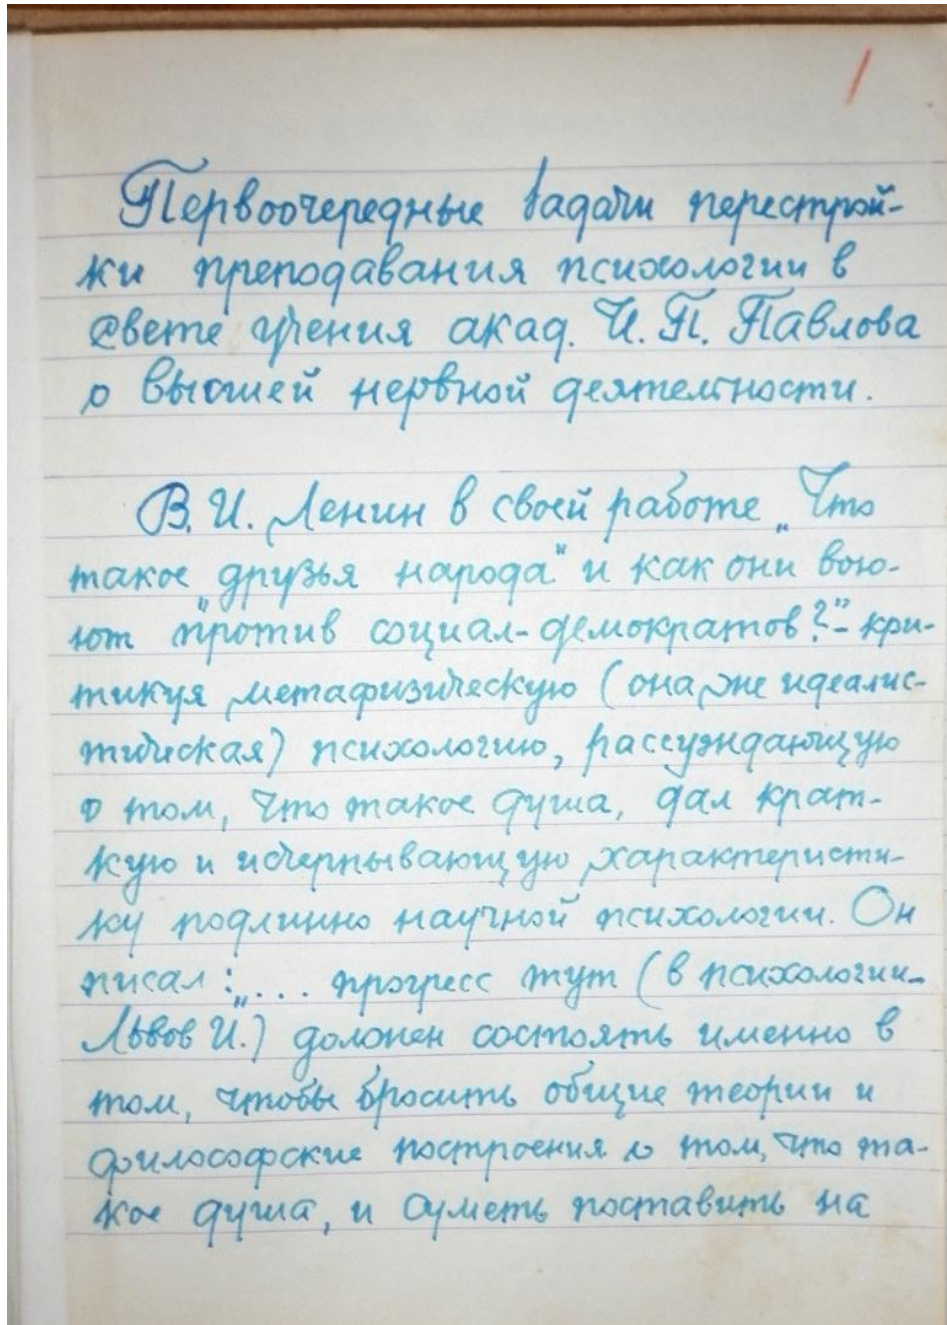 1
Первоочередные задачи перестрой-
ки преподавания психологии в
свете учения акад. И. П. Павлова
о высшей нервной деятельности.
В. И. Ленин в своей работе „Что
такое „друзья народа" и как они вою-
ют против социал-демократов?" – кри-
тикуя метафизическую (она же идеалис-
тическая) психологию, рассуждающую
о том, что такое душа, дал крат-
кую и исчерпывающую характеристи-
ку подлинно научной психологии. Он
писал: „... прогресс тут (в психологии –
Львов И.) должен состоять именно в
том, чтобы бросить общие теории и
философские построения о том, что та-
кое душа, и суметь поставить на